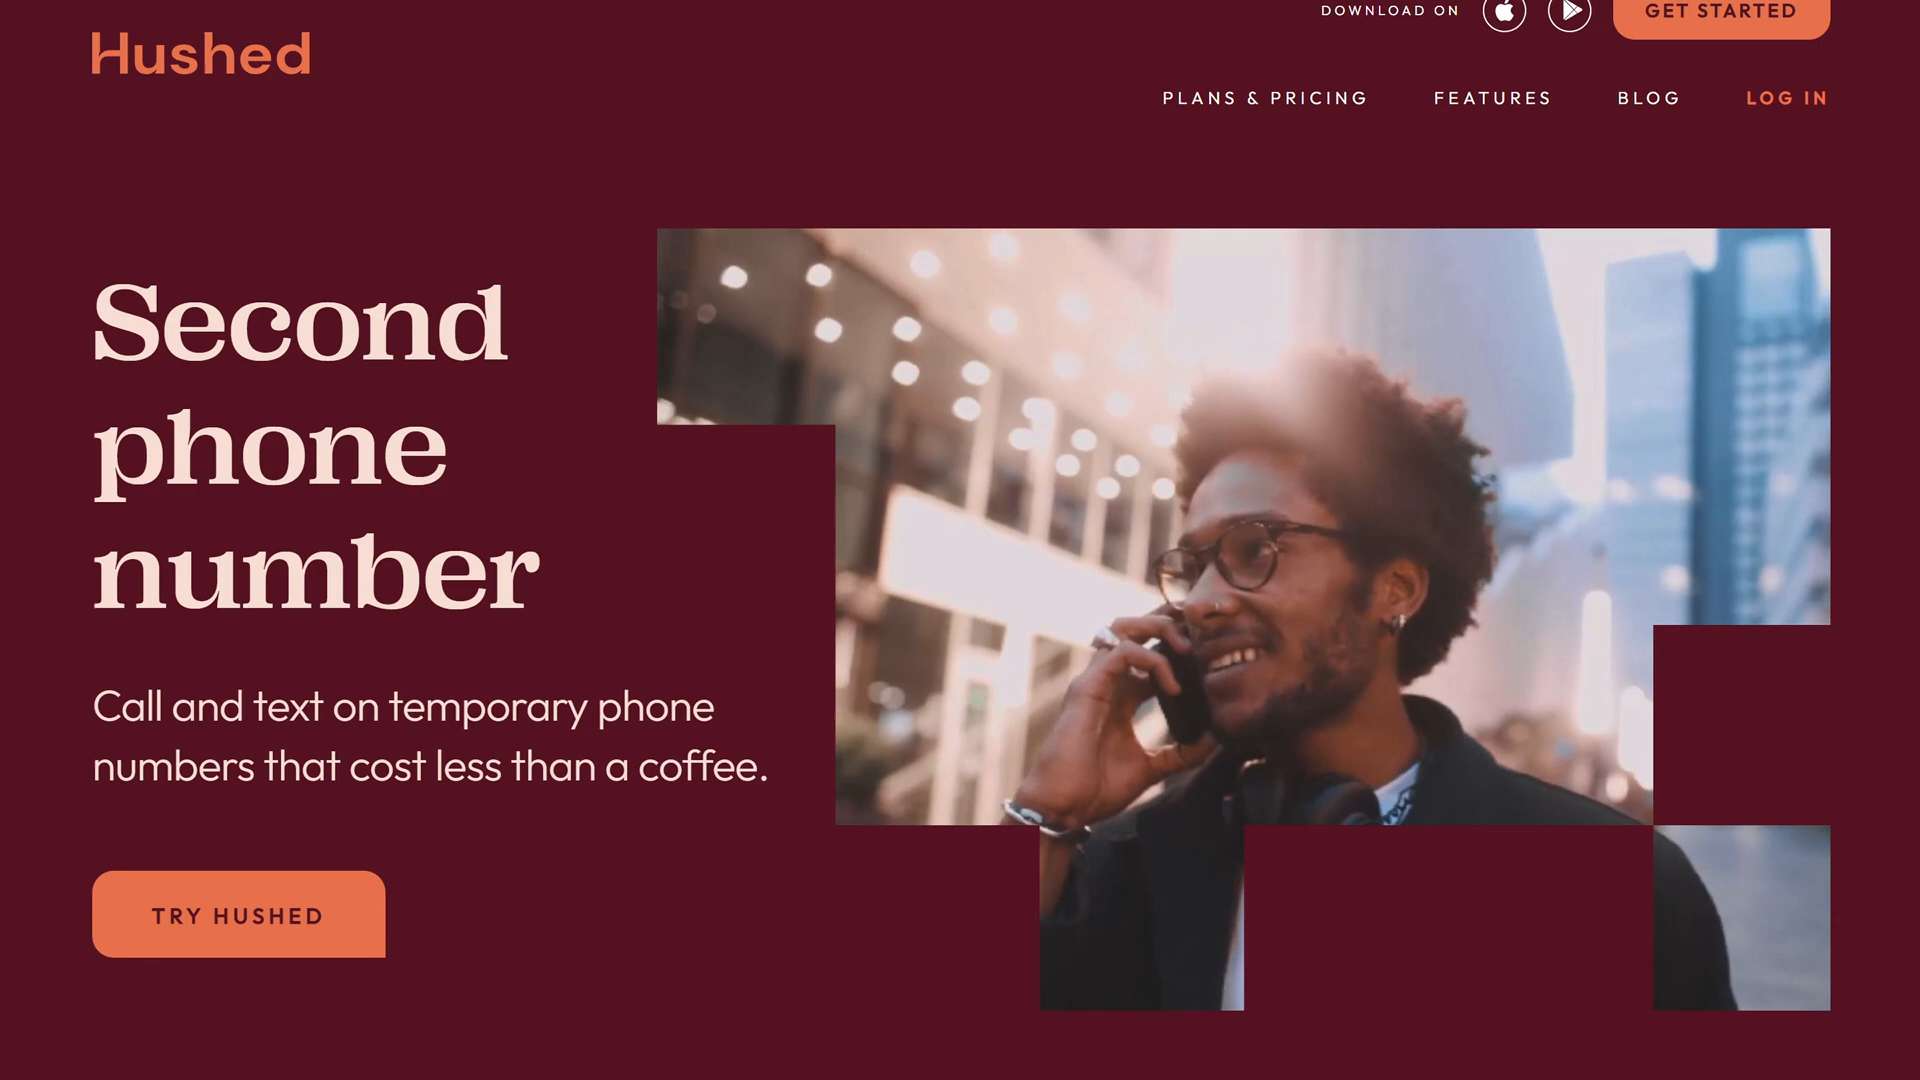 DOWNLOAD ON
GET STARTED
Hushed
PLANS & PRICING
FEATURES
BLOG
LOG IN
Second
phone
number
Call and text on temporary phone
numbers that cost less than a coffee.
TRY HUSHED